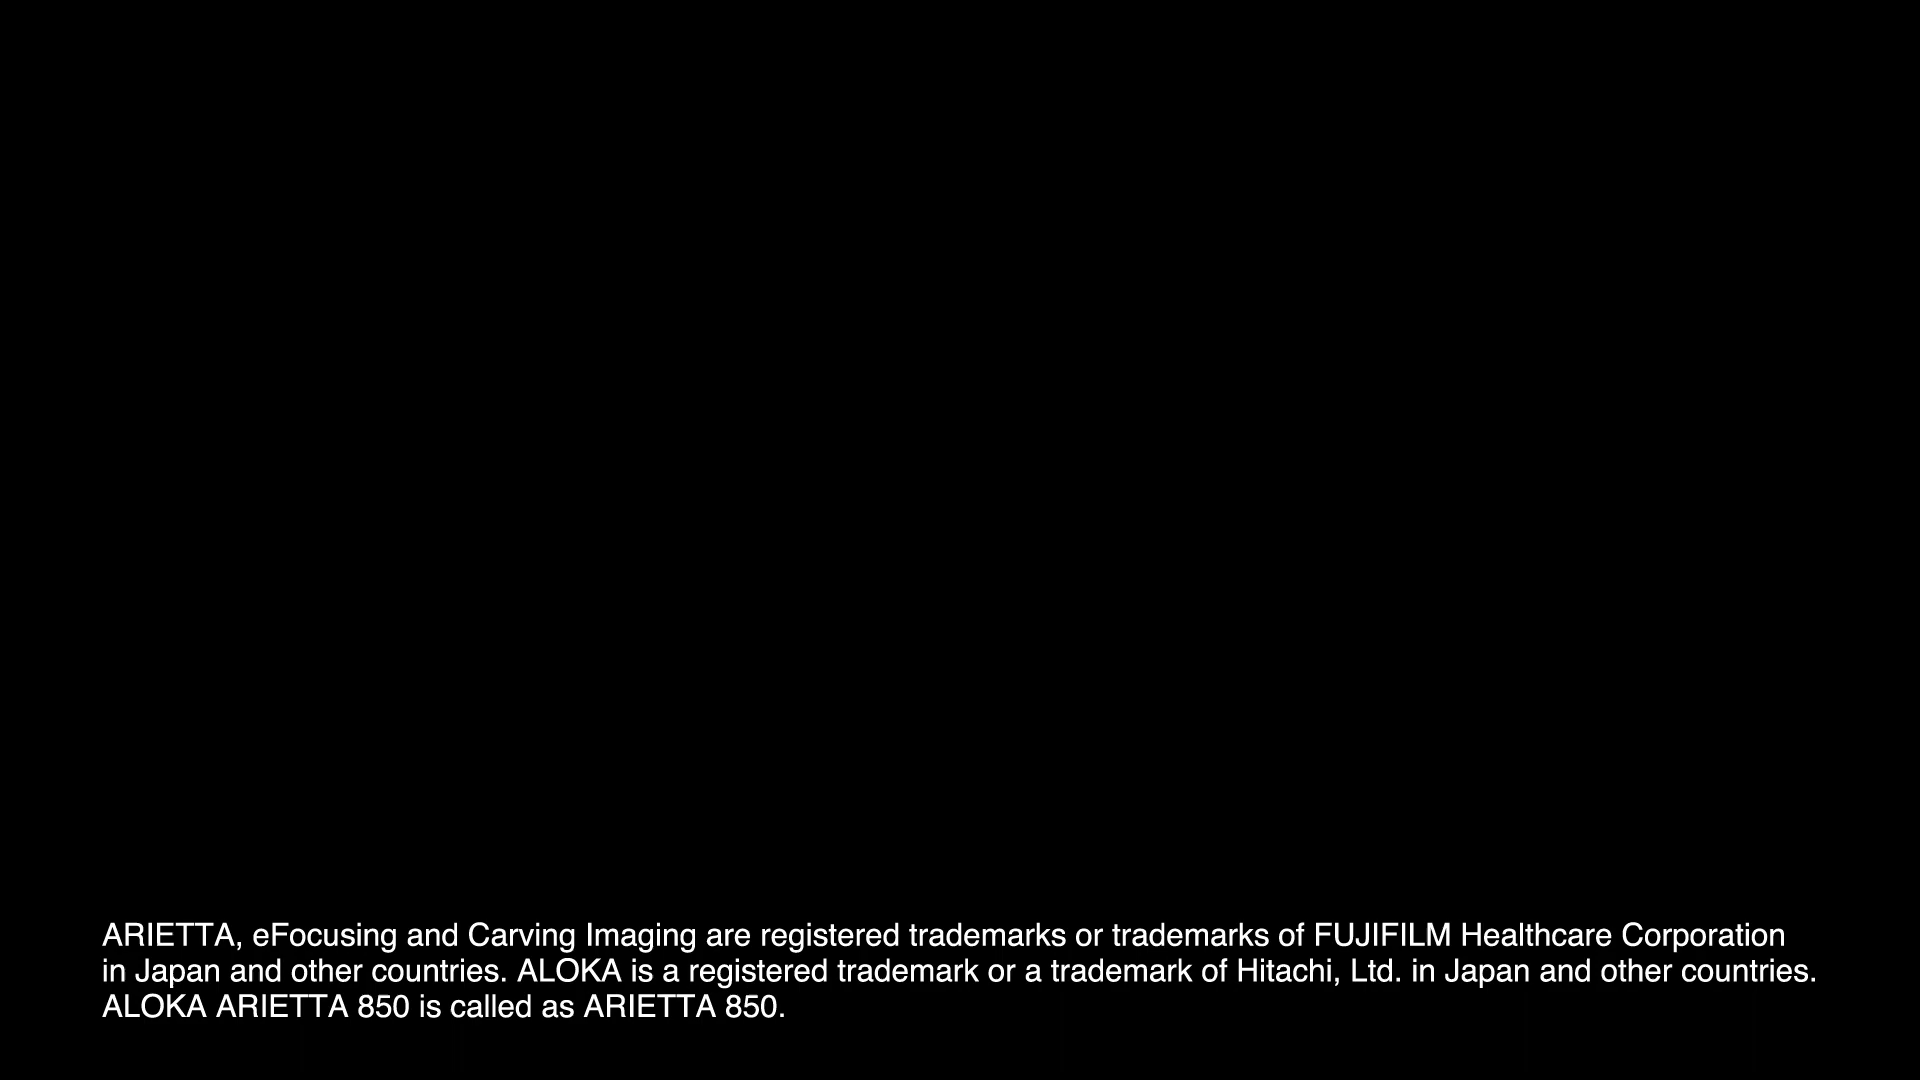 ARIETTA, eFocusing and Carving Imaging are registered trademarks or trademarks of FUJIFILM Healthcare Corporation
in Japan and other countries. ALOKA is a registered trademark or a trademark of Hitachi, Ltd. in Japan and other countries.
ALOKA ARIETTA 850 is called as ARIETTA 850.